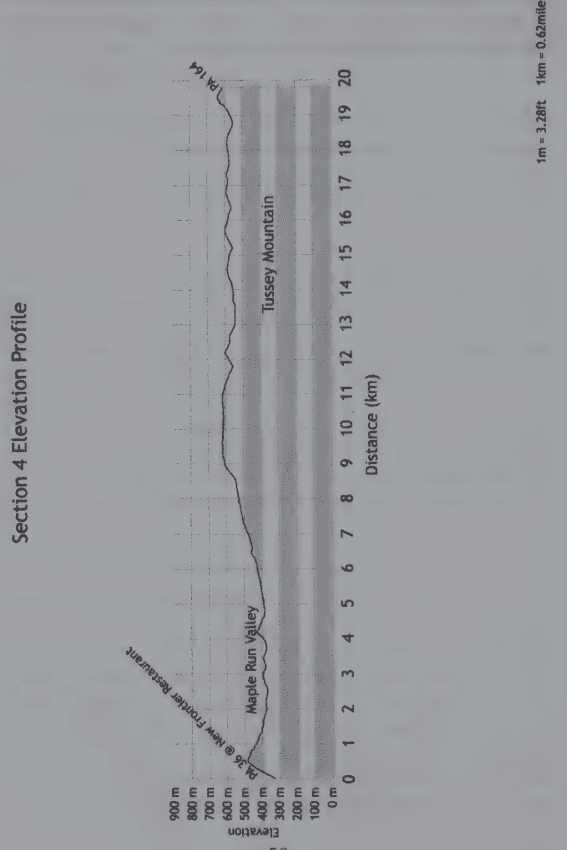 Section 4 Elevation Profile
PA 36 @ New Frontier Restaurant
PA 164
900 m
800 m
700 m
600 m
500 m
400 m
300 m
200 m
100 m
0 m
Elevation
Maple Run Valley
Tussey Mountain
0 1 2 3 4 5 6 7 8 9 10 11 12 13 14 15 16 17 18 19 20
Distance (km)
1m = 3.28ft 1km = 0.62mile